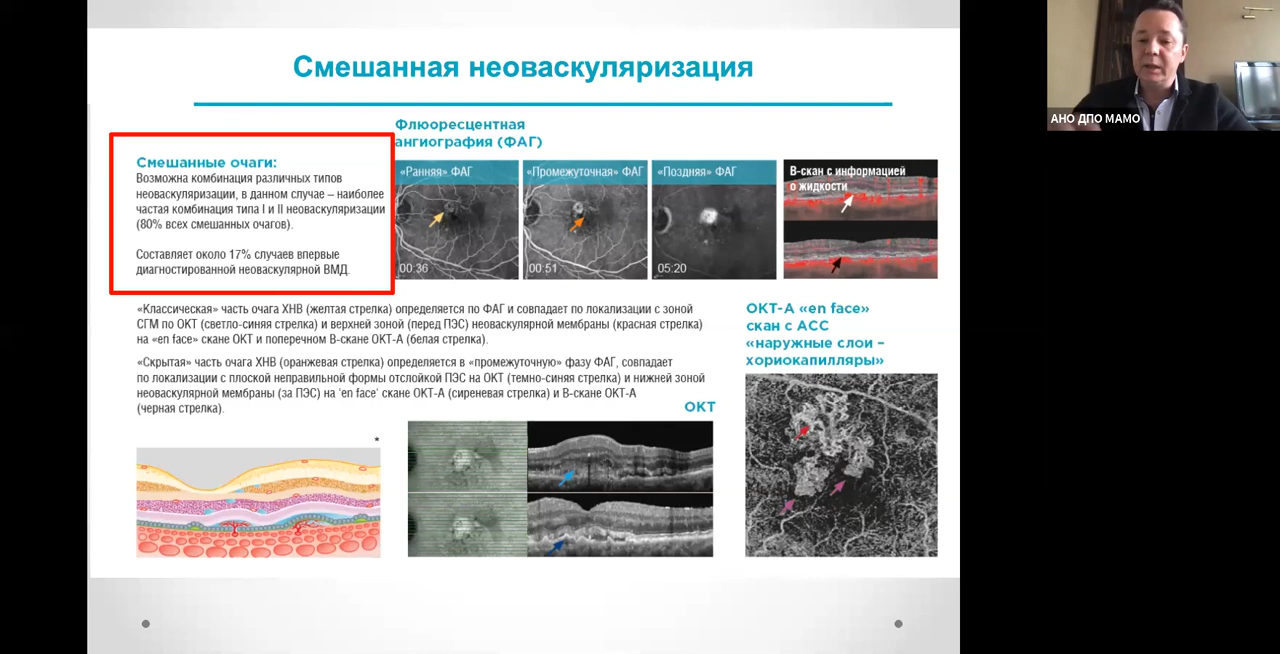 Смешанная неоваскуляризация
АНО ДПО МАМО
Флюоресцентная
ангиография (ФАГ)
Смешанные очаги:
Возможна комбинация различных типов
неоваскуляризации, в данном случае – наиболее
частая комбинация типа I и II неоваскуляризации
(80% всех смешанных очагов).
Составляет около 17% случаев впервые
диагностированной неоваскулярной ВМД.
«Ранняя» ФАГ
«Промежуточная» ФАГ
«Поздняя» ФАГ
В-скан с информацией
о жидкости
00:36
00:51
05:20
«Классическая» часть очага ХНВ (желтая стрелка) определяется по ФАГ и совпадает по локализации с зоной
СГМ по ОКТ (светло-синяя стрелка) и верхней зоной (перед ПЭС) неоваскулярной мембраны (красная стрелка)
на «en face» скане ОКТ и поперечном В-скане ОКТ-А (белая стрелка).
«Скрытая» часть очага ХНВ (оранжевая стрелка) определяется в «промежуточную» фазу ФАГ, совпадает
по локализации с плоской неправильной формы отслойкой ПЭС на ОКТ (темно-синяя стрелка) и нижней зоной
неоваскулярной мембраны (за ПЭС) на 'en face' скане ОКТ-А (сиреневая стрелка) и В-скане ОКТ-А
(черная стрелка).
ОКТ-А «en face»
скан с АСС
«наружные слои –
хориокапилляры»
ОКТ
*